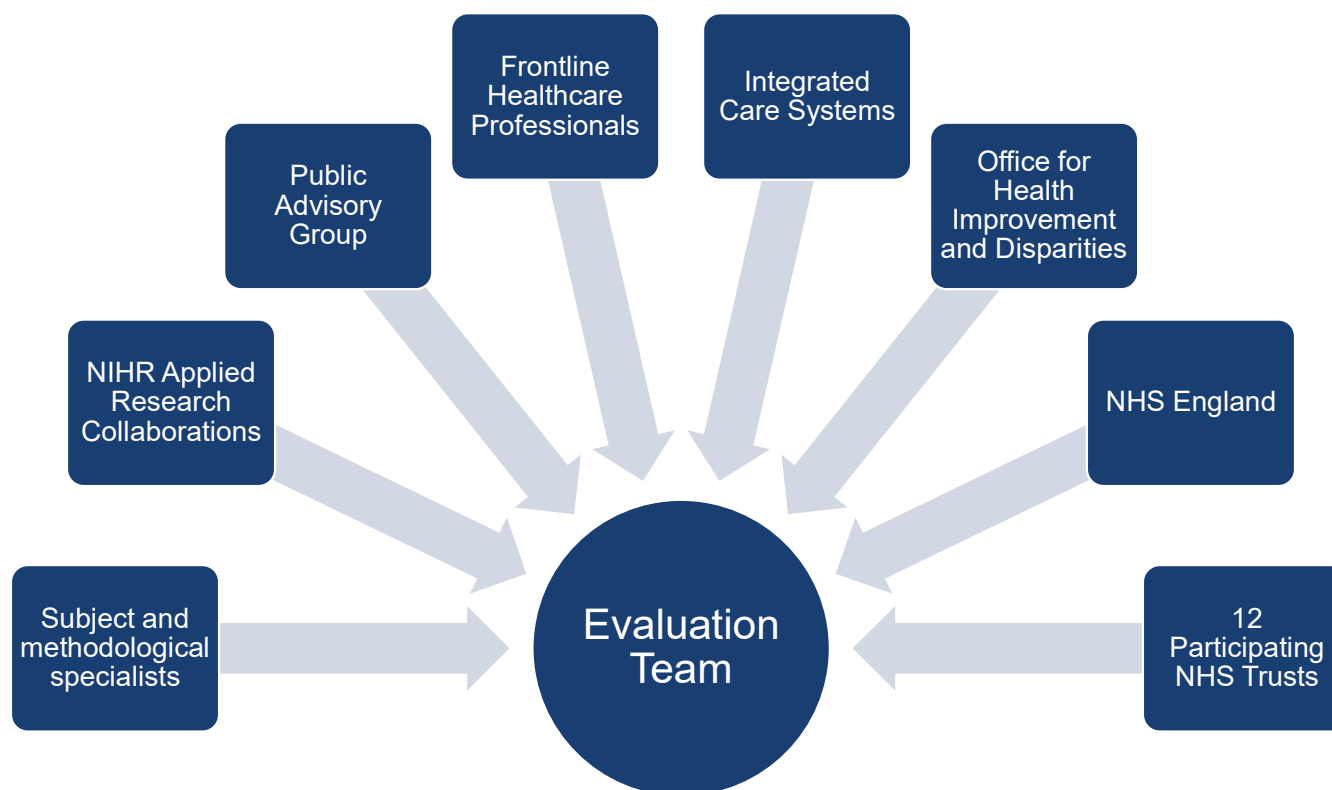 Frontline
Healthcare
Professionals
Integrated
Care Systems
Public
Advisory
Group
Office for
Health
Improvement
and Disparities
NIHR Applied
Research
Collaborations
NHS England
Subject and
methodological
specialists
Evaluation
Team
12
Participating
NHS Trusts